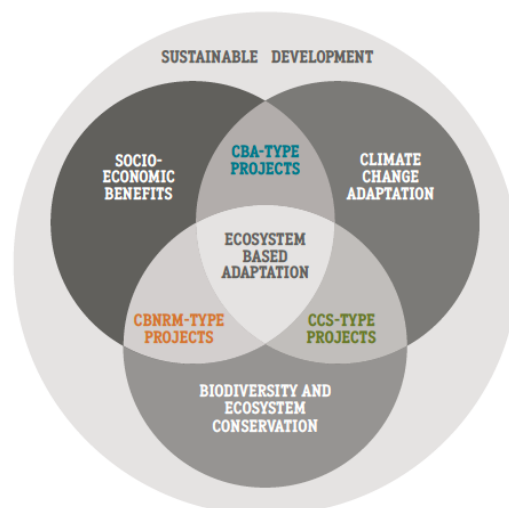 SUSTAINABLE DEVELOPMENT
CBA-TYPE
PROJECTS
SOCIO-
ECONOMIC
BENEFITS
CLIMATE
CHANGE
ADAPTATION
ECOSYSTEM
BASED
ADAPTATION
CBNRM-TYPE
PROJECTS
CCS-TYPE
PROJECTS
BIODIVERSITY AND
ECOSYSTEM
CONSERVATION